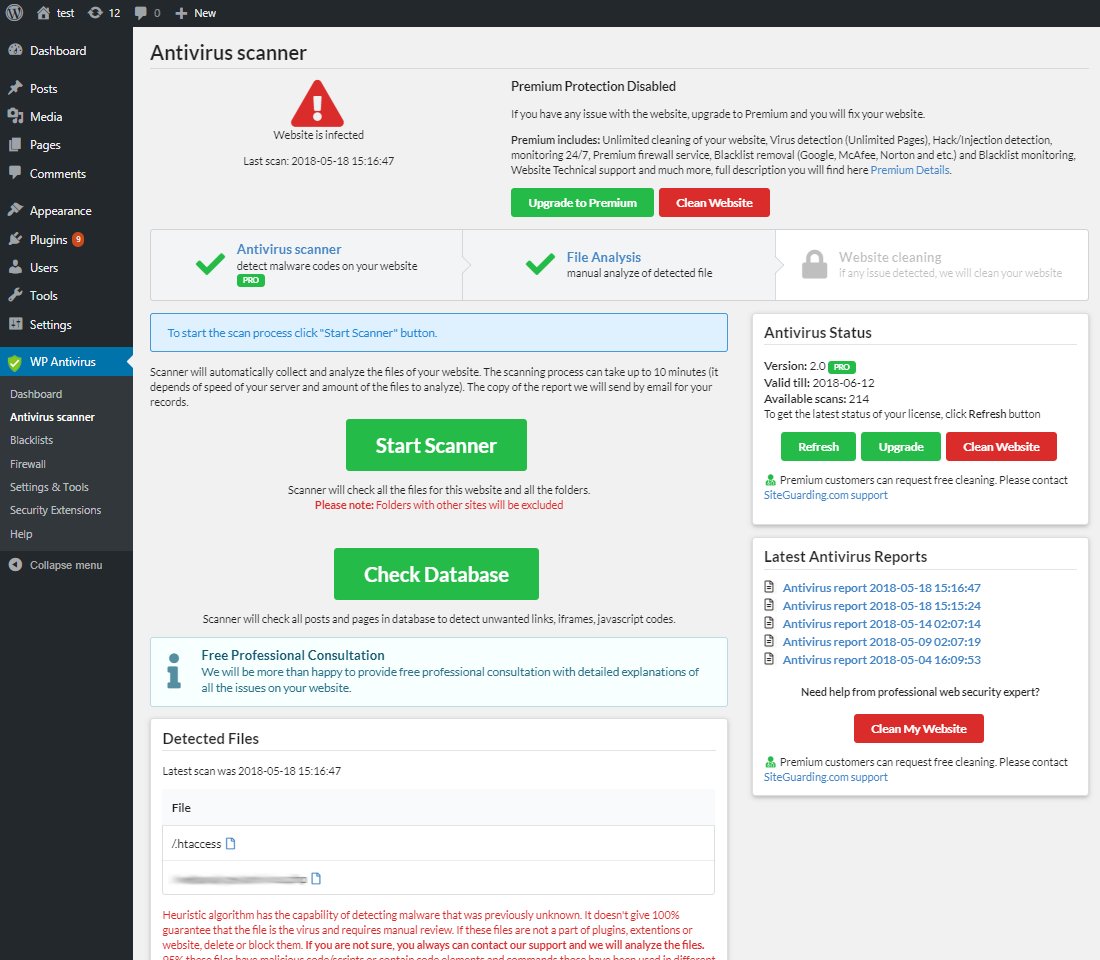 test 12 0 New
Dashboard
Posts
Media
Pages
Comments
Appearance
Plugins 9
Users
Tools
Settings
WP Antivirus
Dashboard
Antivirus scanner
Blacklists
Firewall
Settings & Tools
Security Extensions
Help
Collapse menu
Antivirus scanner
Website is infected
Last scan: 2018-05-18 15:16:47
Premium Protection Disabled
If you have any issue with the website, upgrade to Premium and you will fix your website.
Premium includes: Unlimited cleaning of your website, Virus detection (Unlimited Pages), Hack/Injection detection,
monitoring 24/7, Premium firewall service, Blacklist removal (Google, McAfee, Norton and etc.) and Blacklist monitoring,
Website Technical support and much more, full description you will find here Premium Details.
Upgrade to Premium Clean Website
Antivirus scanner
detect malware codes on your website
PRO
File Analysis
manual analyze of detected file
Website cleaning
if any issue detected, we will clean your website
To start the scan process click "Start Scanner" button.
Scanner will automatically collect and analyze the files of your website. The scanning process can take up to 10 minutes (it
depends of speed of your server and amount of the files to analyze). The copy of the report we will send by email for your
records.
Start Scanner
Scanner will check all the files for this website and all the folders.
Please note: Folders with other sites will be excluded
Check Database
Scanner will check all posts and pages in database to detect unwanted links, iframes, javascript codes.
Free Professional Consultation
We will be more than happy to provide free professional consultation with detailed explanations of
all the issues on your website.
Detected Files
Latest scan was 2018-05-18 15:16:47
File
/.htaccess
Heuristic algorithm has the capability of detecting malware that was previously unknown. It doesn't give 100%
guarantee that the file is the virus and requires manual review. If these files are not a part of plugins, extentions or
website, delete or block them. If you are not sure, you always can contact our support and we will analyze the files.
95% these files have malicious code/scripts or contain code elements and commands those have been used in different
Antivirus Status
Version: 2.0 PRO
Valid till: 2018-06-12
Available scans: 214
To get the latest status of your license, click Refresh button
Refresh Upgrade Clean Website
Premium customers can request free cleaning. Please contact
SiteGuarding.com support
Latest Antivirus Reports
Antivirus report 2018-05-18 15:16:47
Antivirus report 2018-05-18 15:15:24
Antivirus report 2018-05-14 02:07:14
Antivirus report 2018-05-09 02:07:19
Antivirus report 2018-05-04 16:09:53
Need help from professional web security expert?
Clean My Website
Premium customers can request free cleaning. Please contact
SiteGuarding.com support